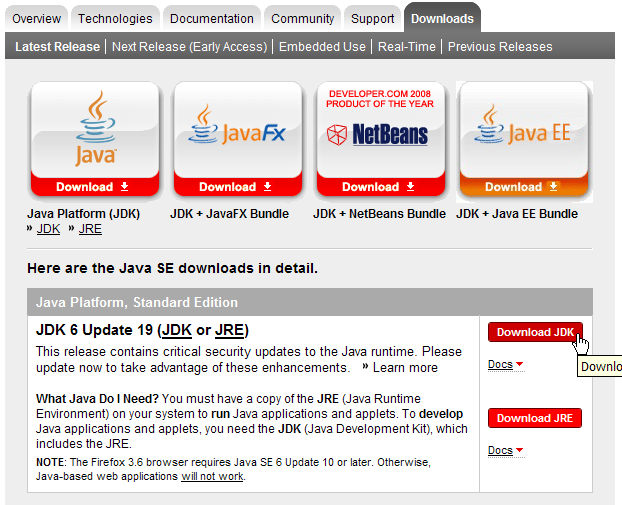 Overview Technologies Documentation Community Support Downloads
Latest Release Next Release (Early Access) Embedded Use Real-Time Previous Releases
Java
Download
JavaFX
Download
DEVELOPER.COM 2008
PRODUCT OF THE YEAR
NetBeans
Download
Java EE
Download
Java Platform (JDK)
» JDK » JRE
JDK + JavaFX Bundle
JDK + NetBeans Bundle
JDK + Java EE Bundle
Here are the Java SE downloads in detail.
Java Platform, Standard Edition
JDK 6 Update 19 (JDK or JRE)
This release contains critical security updates to the Java runtime. Please
update now to take advantage of these enhancements. » Learn more
Download JDK
Docs
What Java Do I Need? You must have a copy of the JRE (Java Runtime
Environment) on your system to run Java applications and applets. To develop
Java applications and applets, you need the JDK (Java Development Kit), which
includes the JRE.
NOTE: The Firefox 3.6 browser requires Java SE 6 Update 10 or later. Otherwise,
Java-based web applications will not work.
Download JRE
Docs